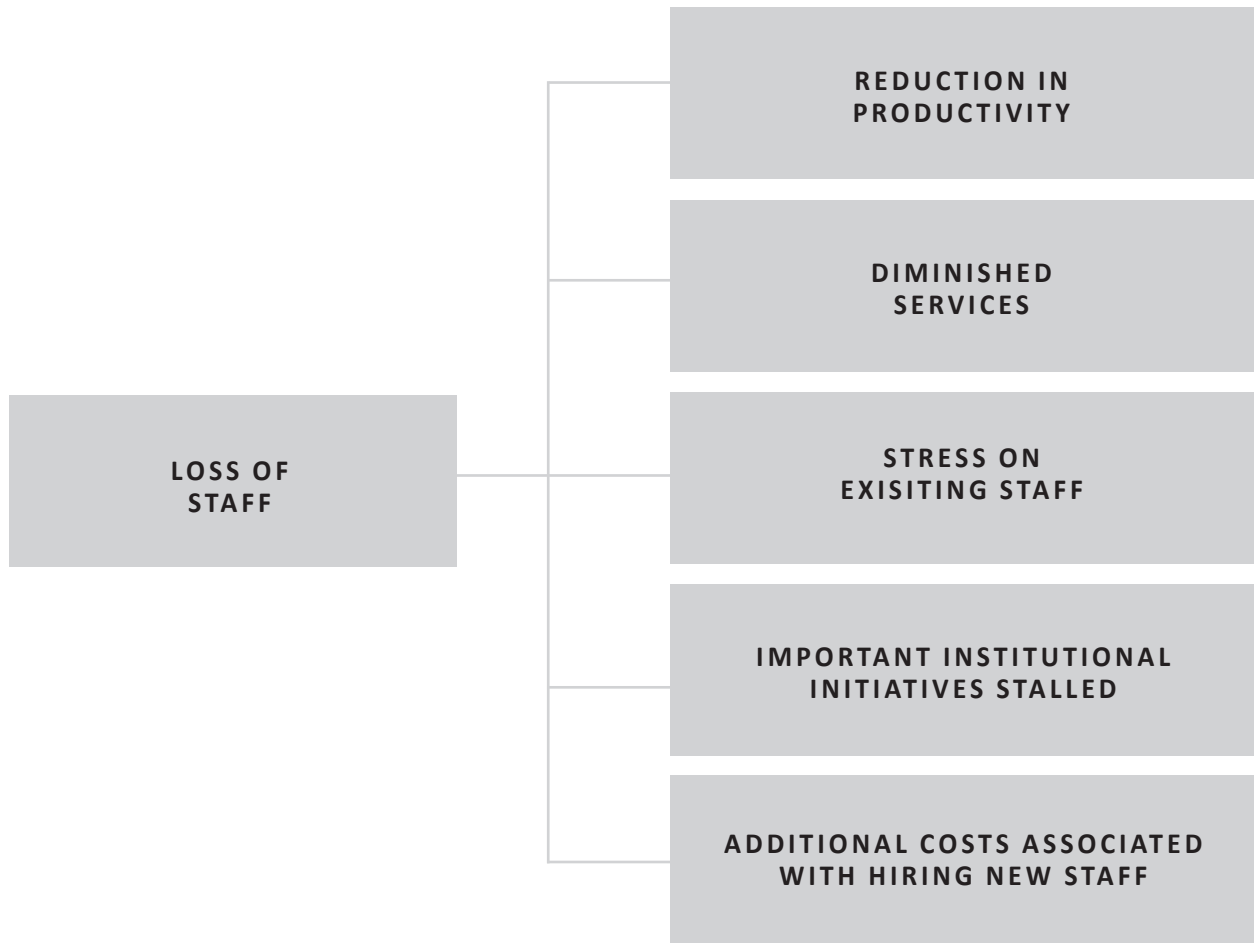 REDUCTION IN
PRODUCTIVITY
DIMINISHED
SERVICES
LOSS OF
STAFF
STRESS ON
EXISITING STAFF
IMPORTANT INSTITUTIONAL
INITIATIVES STALLED
ADDITIONAL COSTS ASSOCIATED
WITH HIRING NEW STAFF